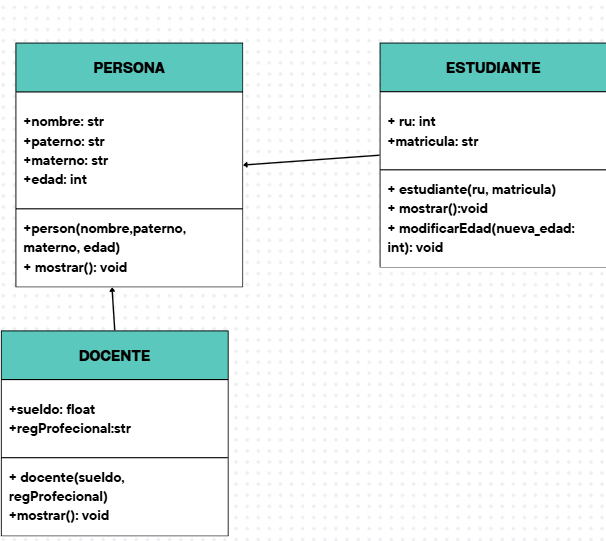 PERSONA
+nombre: str
+paterno: str
+materno: str
+edad: int
+person(nombre,paterno,
materno, edad)
+ mostrar(): void
ESTUDIANTE
+ ru: int
+matricula: str
+ estudiante(ru, matricula)
+ mostrar():void
+ modificarEdad(nueva_edad:
int): void
DOCENTE
+sueldo: float
+regProfecional:str
+ docente(sueldo,
regProfecional)
+mostrar(): void